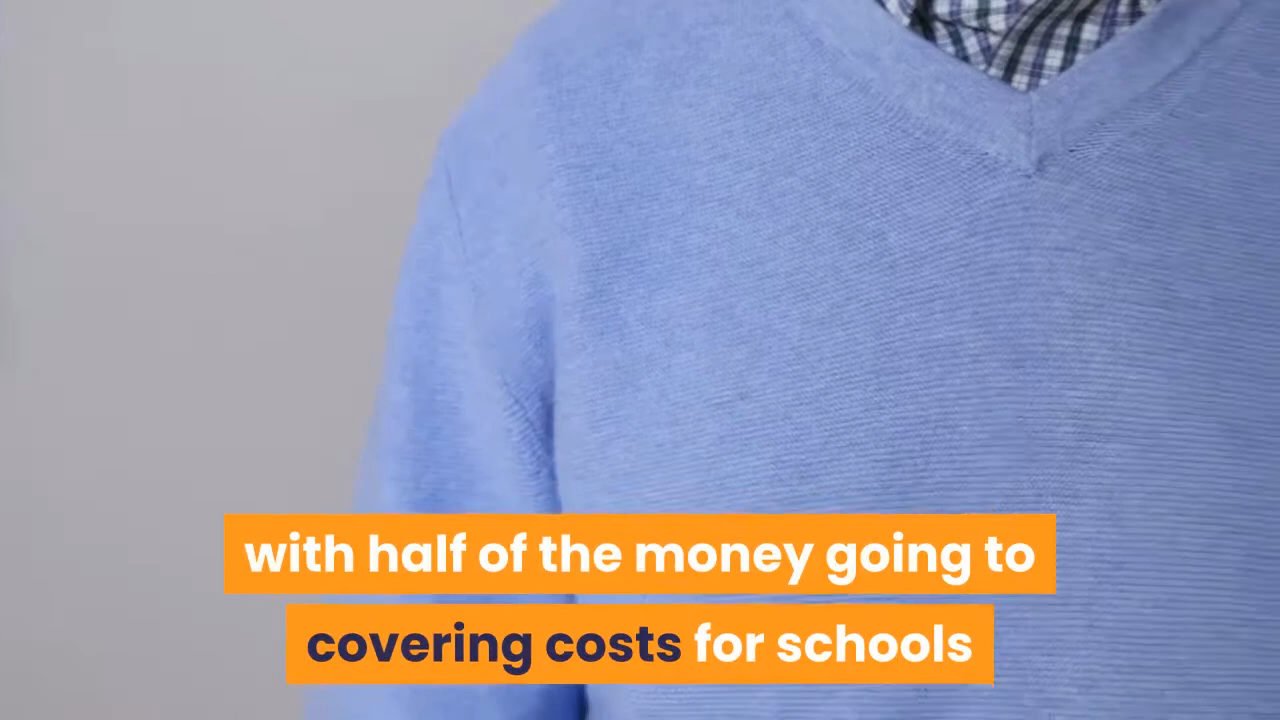 with half of the money going to
covering costs for schools